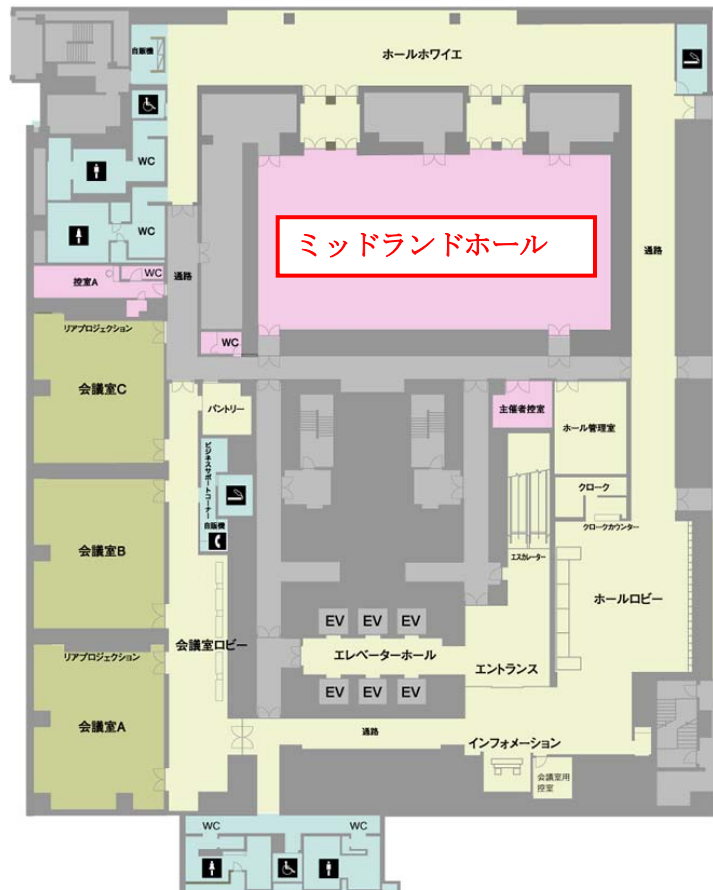 自販機
ホールホワイエ
WC
WC
ミッドランドホール
通路
通路
控室A
WC
リアプロジェクション
WC
会議室C
パントリー
主催者控室
ホール管理室
ビジネスサポートコーナー
クローク
自販機
クロークカウンター
会議室B
エスカレーター
ホールロビー
EV EV EV
会議室ロビー
エレベーターホール
リアプロジェクション
エントランス
EV EV EV
会議室A
通路
インフォメーション
会議室用
控室
WC
WC